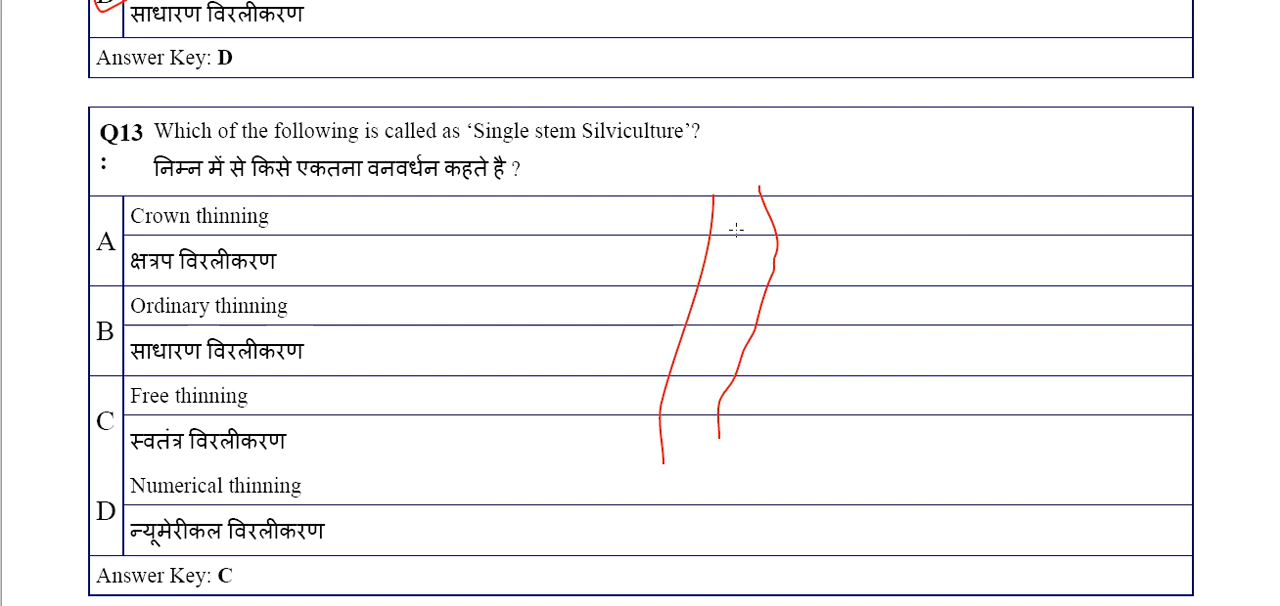 साधारण विरलीकरण
Answer Key: D
Q13 Which of the following is called as ‘Single stem Silviculture’?
: निम्न में से किसे एकतना वनवर्धन कहते है ?
A
Crown thinning
क्षत्रप विरलीकरण
B
Ordinary thinning
साधारण विरलीकरण
C
Free thinning
स्वतंत्र विरलीकरण
D
Numerical thinning
न्यूमेरीकल विरलीकरण
Answer Key: C